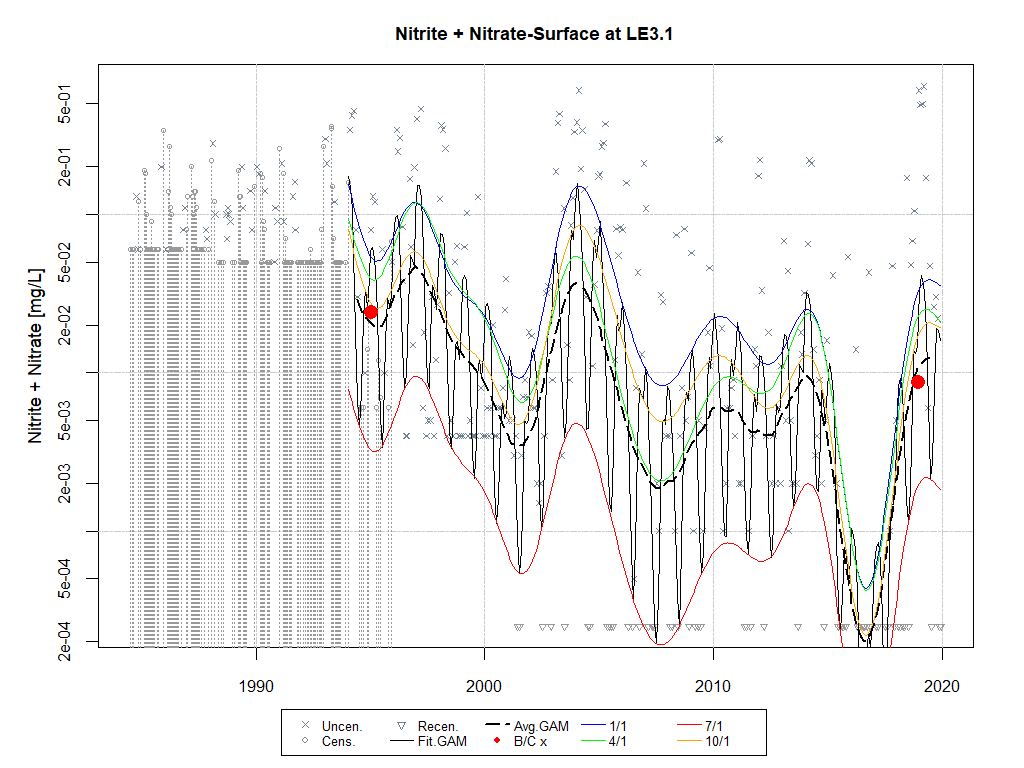 Nitrite + Nitrate-Surface at LE3.1
Nitrite + Nitrate [mg/L]
5e-01
2e-01
5e-02
2e-02
5e-03
2e-03
5e-04
2e-04
1990 2000 2010 2020
Uncen. Recen. Avg.GAM 1/1 7/1
Cens. Fit.GAM B/C x 4/1 10/1